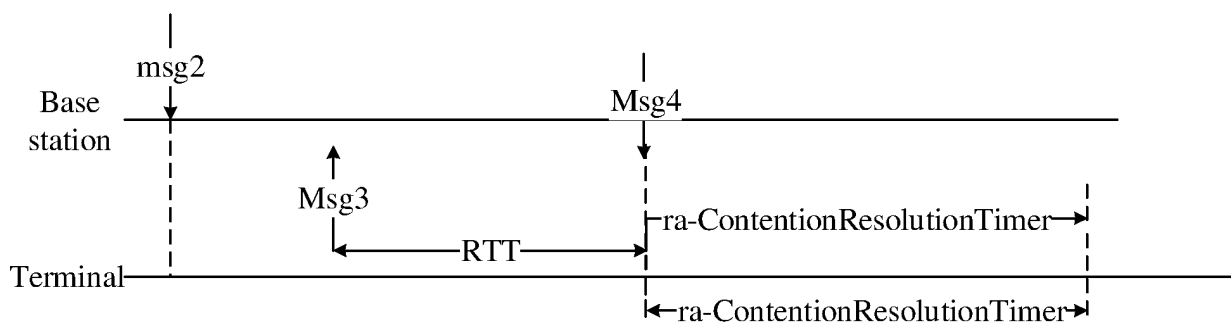 msg2
Msg4
Base
station
Msg3
ra-ContentionResolutionTimer
RTT
Terminal
ra-ContentionResolutionTimer